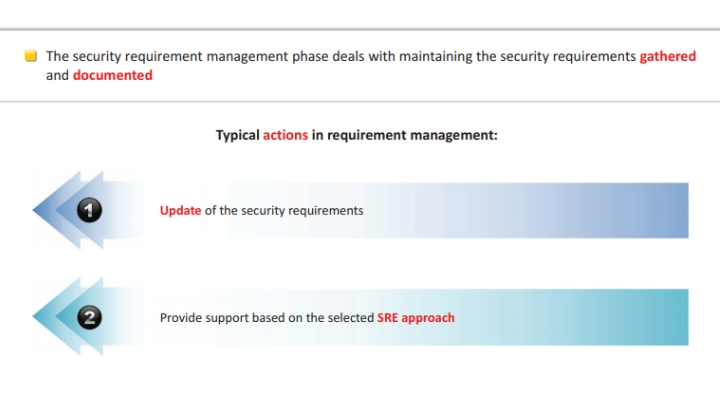 The security requirement management phase deals with maintaining the security requirements gathered
and documented
Typical actions in requirement management:
1
Update of the security requirements
2
Provide support based on the selected SRE approach